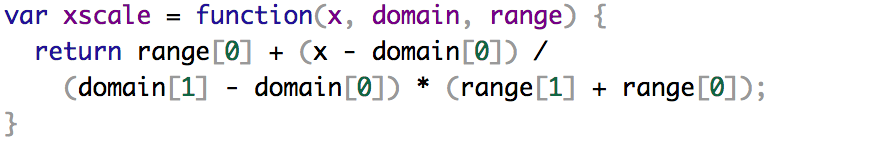 var xscale = function(x, domain, range) {
  return range[0] + (x - domain[0]) /
    (domain[1] - domain[0]) * (range[1] + range[0]);
}